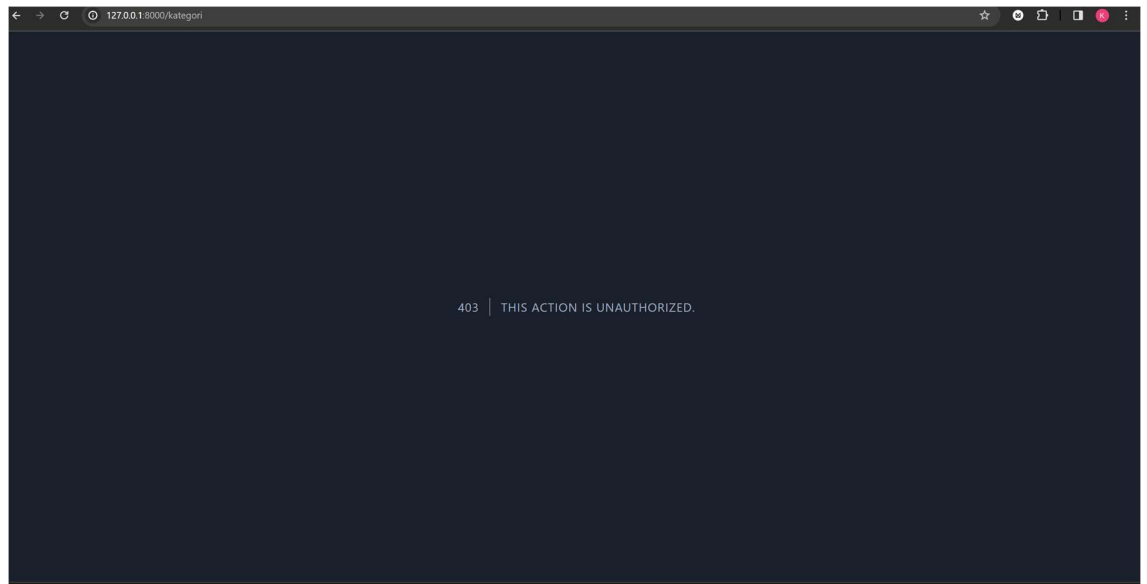 127.0.0.1:8000/kategori
K
403 THIS ACTION IS UNAUTHORIZED.